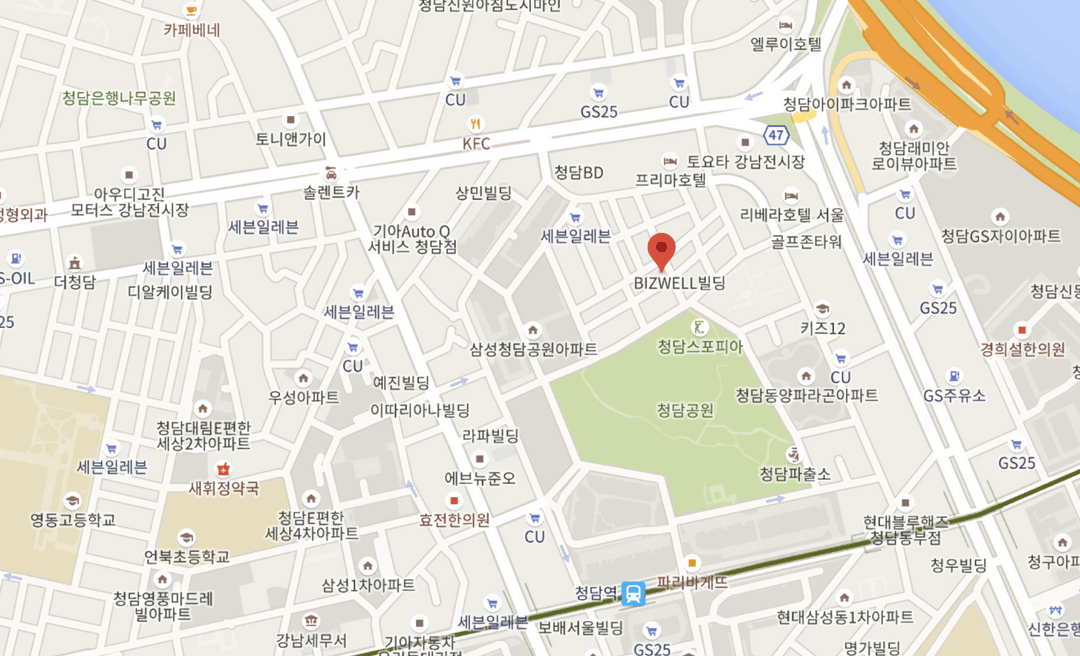 청담신원아침도시마인
카페베네
엘루이호텔
청담은행나무공원
CU
GS25
CU
청담아이파크아파트
CU
토니앤가이
KFC
47
청담래미안
로이뷰아파트
청담BD
프리마호텔
토요타 강남전시장
아우디고진
모터스 강남전시장
솔렌트카
상민빌딩
세븐일레븐
기아Auto Q
서비스 청담점
세븐일레븐
리베라호텔 서울
CU
청담GS자이아파트
성형외과
골프존타워
세븐일레븐
S-OIL
더청담
세븐일레븐
디알케이빌딩
BIZWELL빌딩
세븐일레븐
GS25
25
키즈12
삼성청담공원아파트
청담스포피아
경희설한의원
CU
예진빌딩
CU
우성아파트
이따리아나빌딩
청담공원
청담동양파라곤아파트
GS주유소
청담대림E편한
세상2차아파트
라파빌딩
세븐일레븐
에브뉴준오
청담파출소
GS25
새휘정약국
영동고등학교
청담E편한
세상4차아파트
효전한의원
CU
현대블루핸즈
청담동부점
언북초등학교
청우빌딩
삼성1차아파트
청담역
파리바게뜨
청담영풍마드레
빌아파트
세븐일레븐
보배서울빌딩
현대삼성동1차아파트
신한은행
강남세무서
기아자동차
GS25
명가빌딩